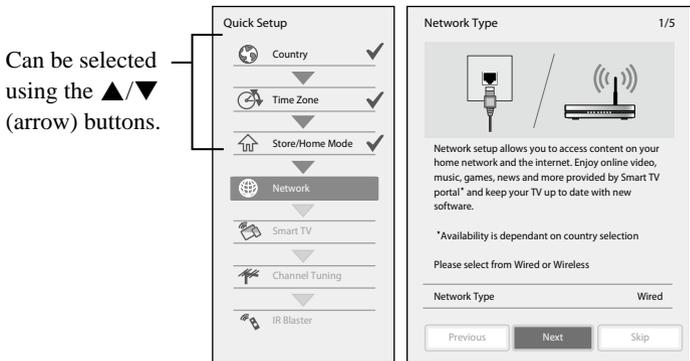 Can be selected
using the ▲/▼
(arrow) buttons.
Quick Setup
Country
Time Zone
Store/Home Mode
Network
Smart TV
Channel Tuning
IR Blaster
Network Type 1/5
Network setup allows you to access content on your
home network and the internet. Enjoy online video,
music, games, news and more provided by Smart TV
portal* and keep your TV up to date with new
software.
*Availability is dependant on country selection
Please select from Wired or Wireless
Network Type Wired
Previous Next Skip